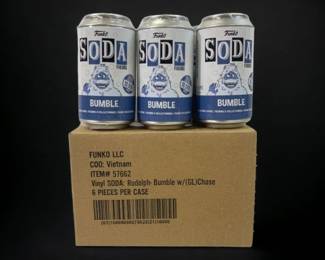 Funko
SODA
BUMBLE
Funko
SODA
BUMBLE
Funko
SODA
BUMBLE
FUNKO LLC
COO: Vietnam
ITEM# 57662
Vinyl SODA: Rudolph- Bumble w/(GL)Chase
6 PIECES PER CASE